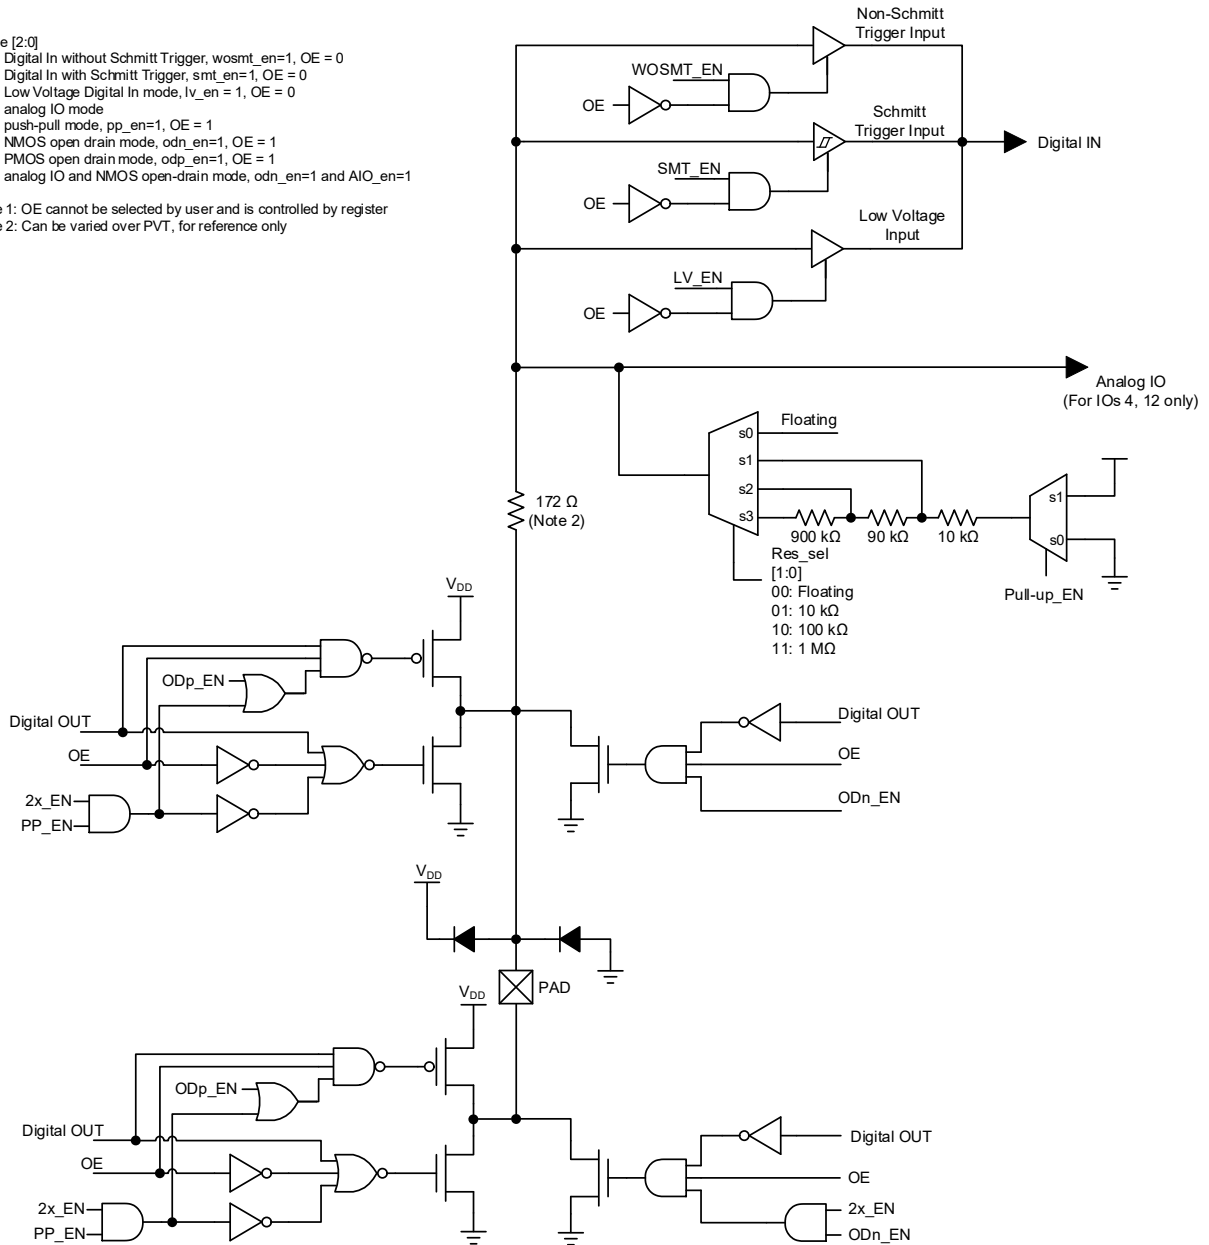 Non-Schmitt
Trigger Input
e [2:0]
Digital In without Schmitt Trigger, wosmt_en=1, OE = 0
Digital In with Schmitt Trigger, smt_en=1, OE = 0
Low Voltage Digital In mode, lv_en = 1, OE = 0
analog IO mode
push-pull mode, pp_en=1, OE = 1
NMOS open drain mode, odn_en=1, OE = 1
PMOS open drain mode, odp_en=1, OE = 1
analog IO and NMOS open-drain mode, odn_en=1 and AIO_en=1
e 1: OE cannot be selected by user and is controlled by register
e 2: Can be varied over PVT, for reference only
WOSMT_EN
OE
Schmitt
Trigger Input
Digital IN
SMT_EN
OE
Low Voltage
Input
LV_EN
OE
Analog IO
(For IOs 4, 12 only)
Floating
s0
s1
s2
s3
900 kΩ
90 kΩ
10 kΩ
s1
s0
Pull-up_EN
172 Ω
(Note 2)
Res_sel
[1:0]
00: Floating
01: 10 kΩ
10: 100 kΩ
11: 1 MΩ
VDD
ODp_EN
Digital OUT
OE
2x_EN
PP_EN
Digital OUT
OE
ODn_EN
VDD
PAD
VDD
ODp_EN
Digital OUT
OE
2x_EN
PP_EN
Digital OUT
OE
2x_EN
ODn_EN